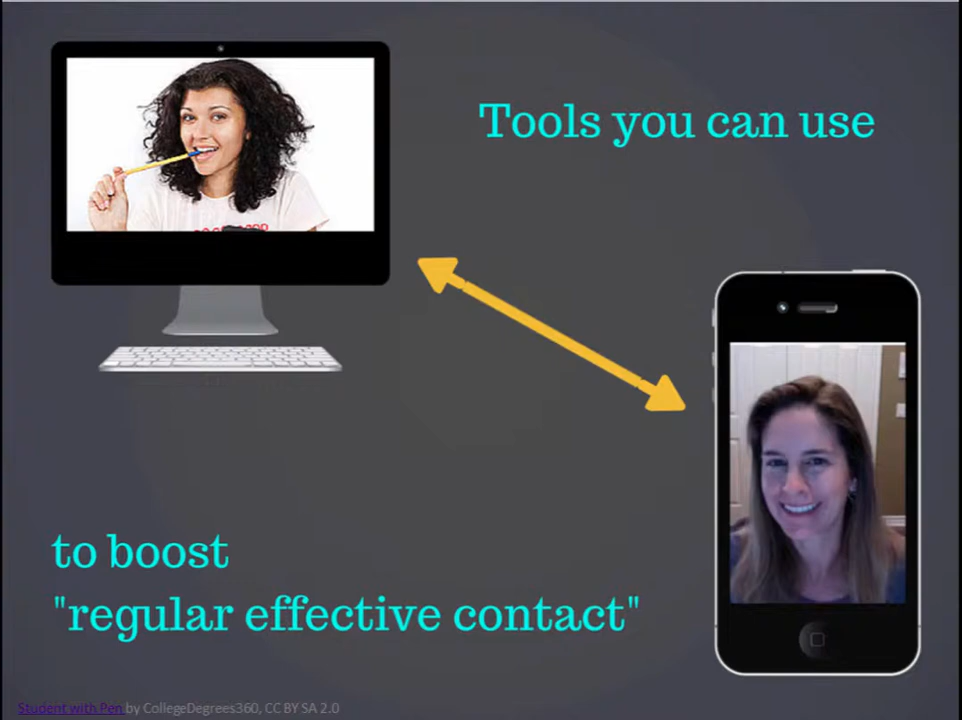 Tools you can use
to boost
"regular effective contact"
Student with Pen by CollegeDegrees360, CC BY SA 2.0